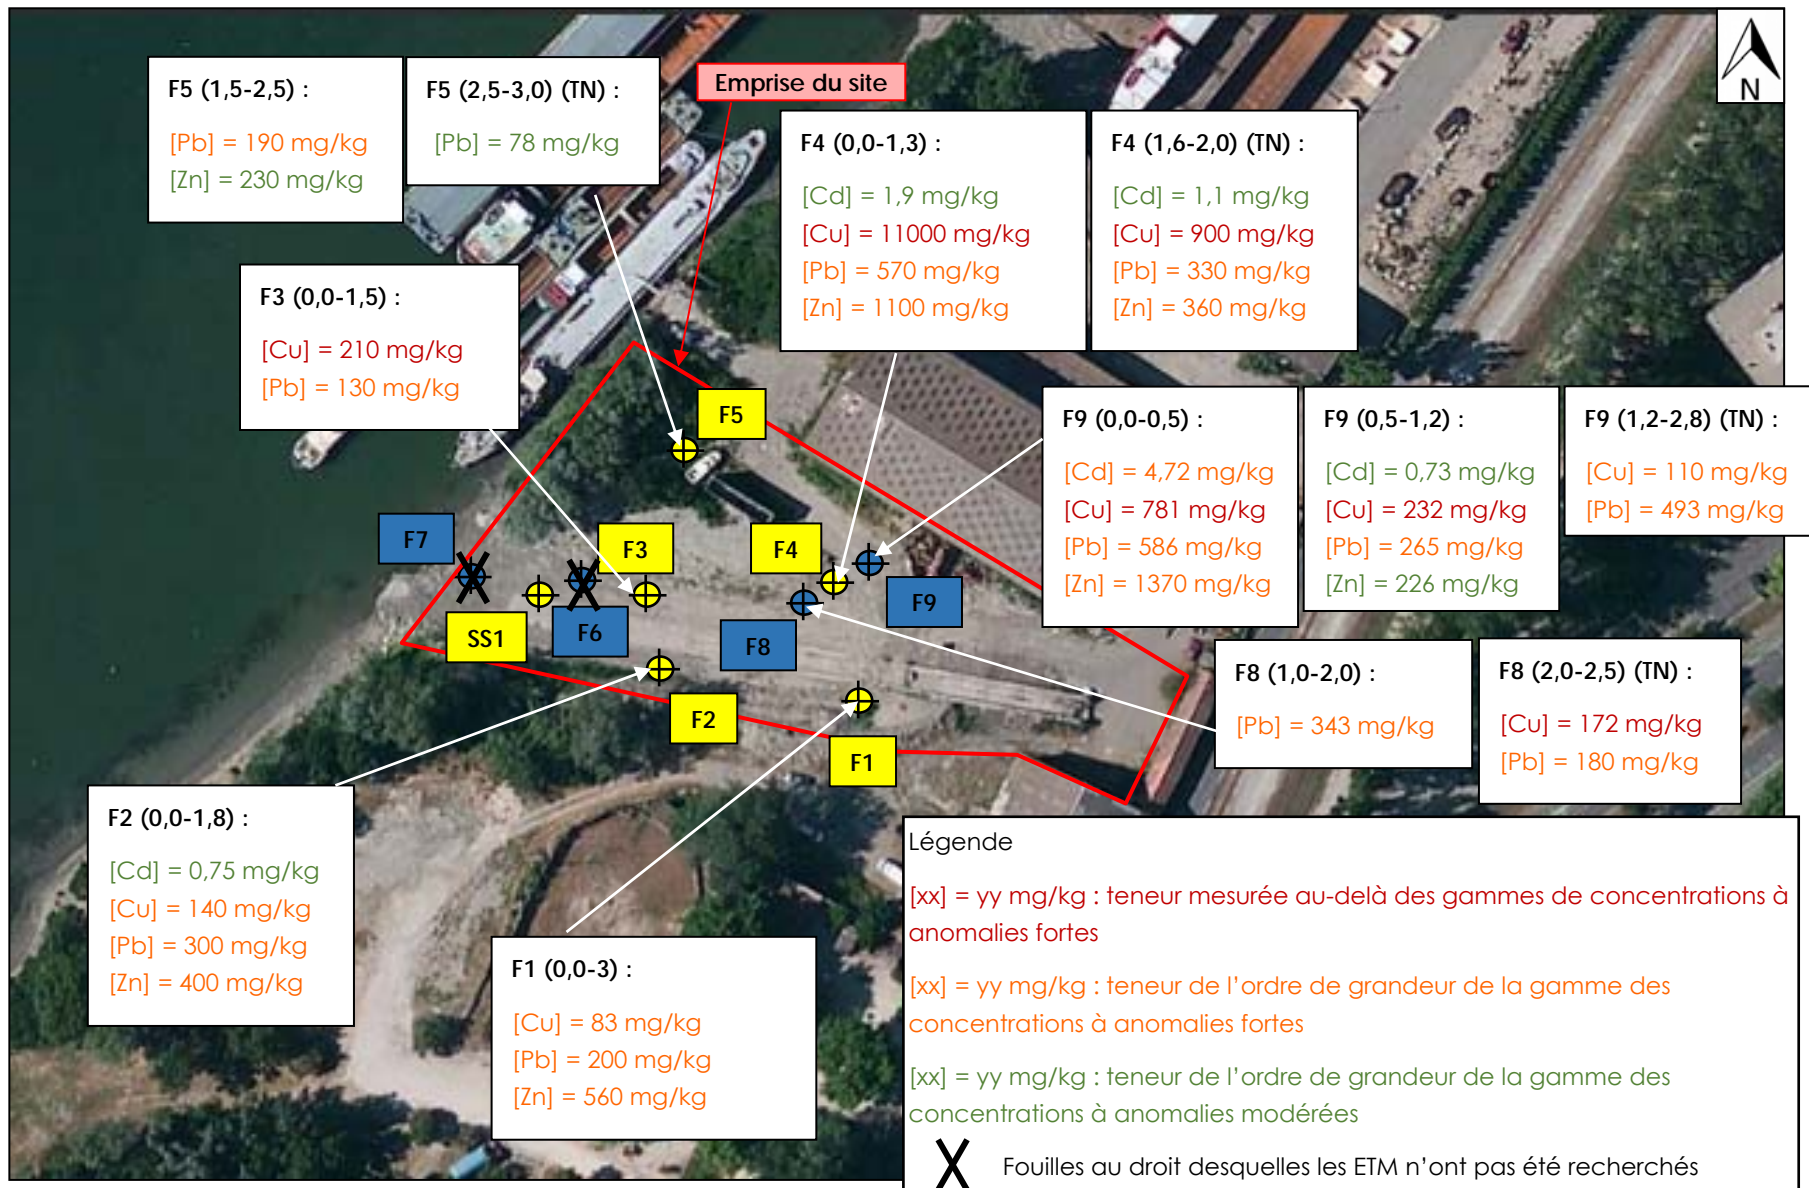 F5 (1,5-2,5) :
[Pb] = 190 mg/kg
[Zn] = 230 mg/kg
F5 (2,5-3,0) (TN) :
[Pb] = 78 mg/kg
Emprise du site
F4 (0,0-1,3) :
[Cd] = 1,9 mg/kg
[Cu] = 11000 mg/kg
[Pb] = 570 mg/kg
[Zn] = 1100 mg/kg
F4 (1,6-2,0) (TN) :
[Cd] = 1,1 mg/kg
[Cu] = 900 mg/kg
[Pb] = 330 mg/kg
[Zn] = 360 mg/kg
N
F3 (0,0-1,5) :
[Cu] = 210 mg/kg
[Pb] = 130 mg/kg
F9 (0,0-0,5) :
[Cd] = 4,72 mg/kg
[Cu] = 781 mg/kg
[Pb] = 586 mg/kg
[Zn] = 1370 mg/kg
F9 (0,5-1,2) :
[Cd] = 0,73 mg/kg
[Cu] = 232 mg/kg
[Pb] = 265 mg/kg
[Zn] = 226 mg/kg
F9 (1,2-2,8) (TN) :
[Cu] = 110 mg/kg
[Pb] = 493 mg/kg
F5
F7
F3
F4
F9
SS1
F6
F8
F2
F1
F8 (1,0-2,0) :
[Pb] = 343 mg/kg
F8 (2,0-2,5) (TN) :
[Cu] = 172 mg/kg
[Pb] = 180 mg/kg
F2 (0,0-1,8) :
[Cd] = 0,75 mg/kg
[Cu] = 140 mg/kg
[Pb] = 300 mg/kg
[Zn] = 400 mg/kg
F1 (0,0-3) :
[Cu] = 83 mg/kg
[Pb] = 200 mg/kg
[Zn] = 560 mg/kg
Légende
[xx] = yy mg/kg : teneur mesurée au-delà des gammes de concentrations à
anomalies fortes
[xx] = yy mg/kg : teneur de l'ordre de grandeur de la gamme des
concentrations à anomalies fortes
[xx] = yy mg/kg : teneur de l'ordre de grandeur de la gamme des
concentrations à anomalies modérées
Fouilles au droit desquelles les ETM n'ont pas été recherchés